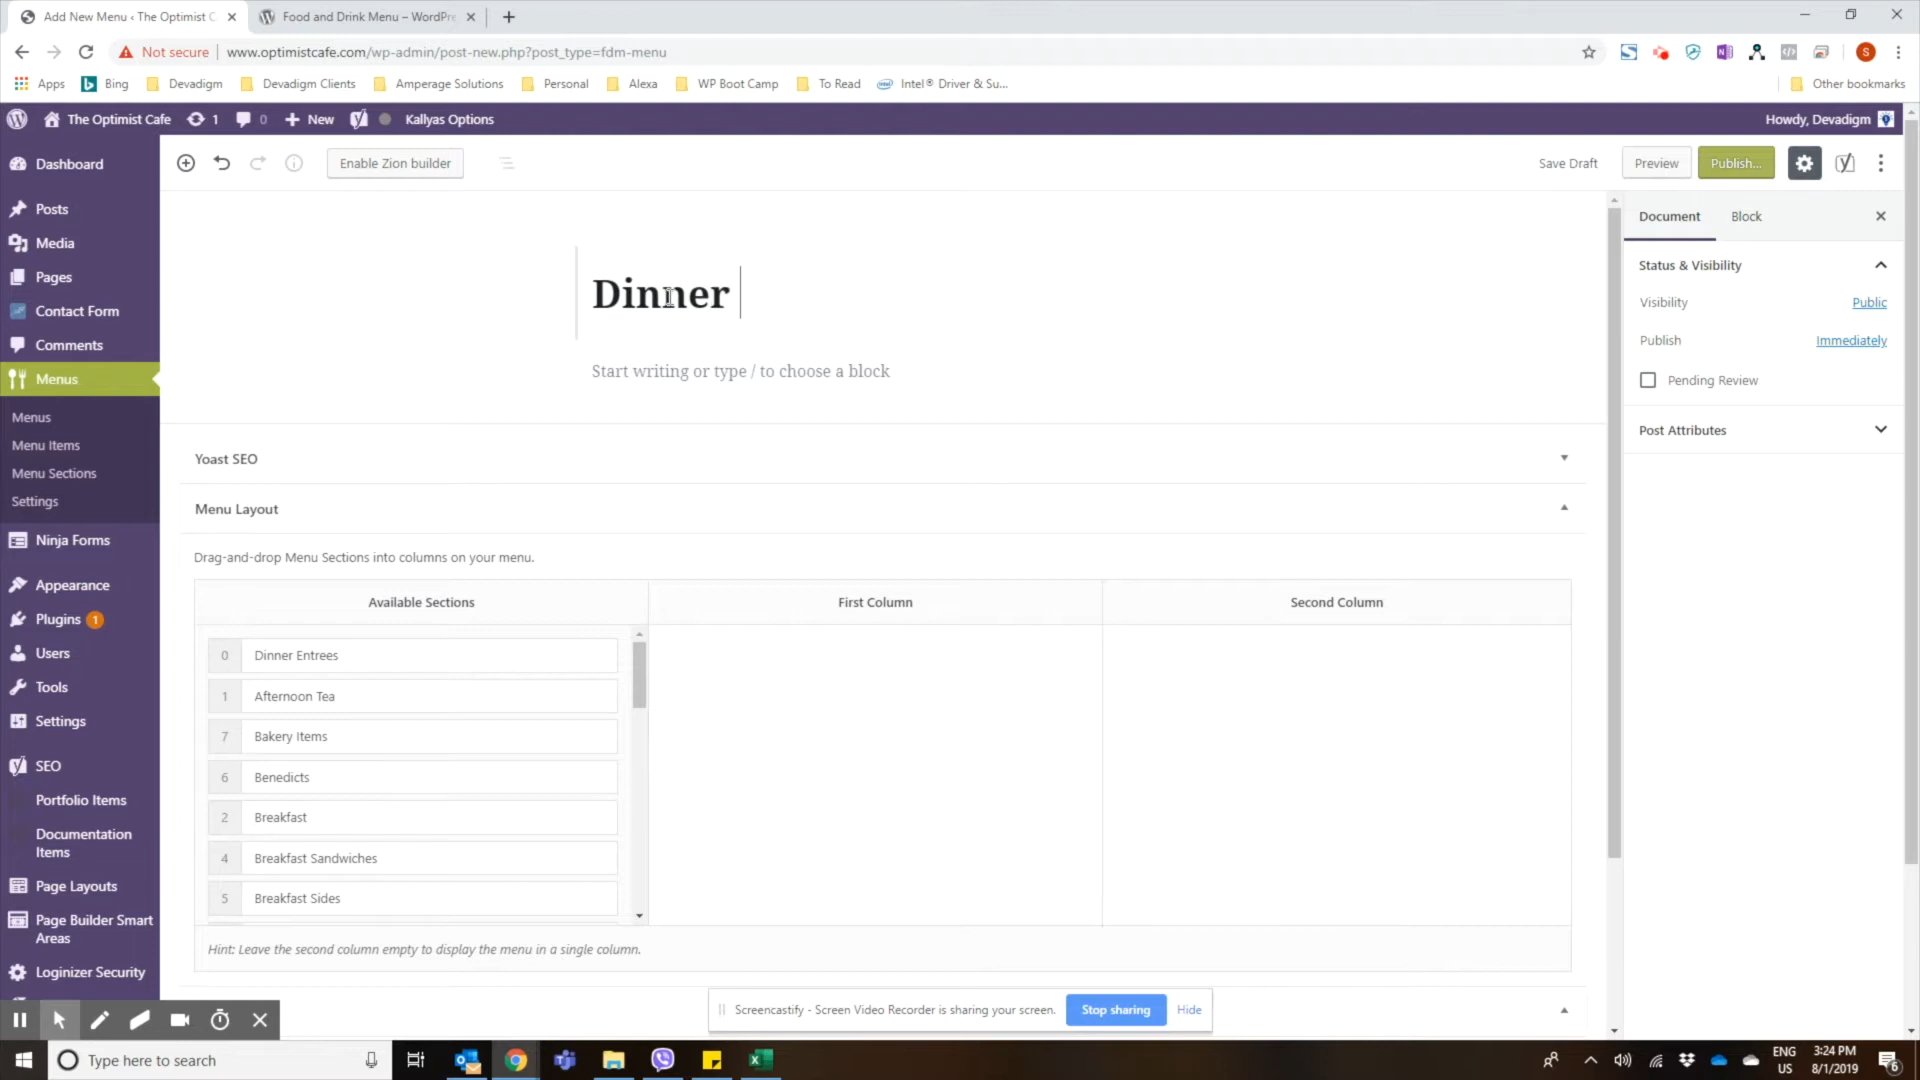 Add New Menu ‹ The Optimist C
Food and Drink Menu – WordPre
Not secure
www.optimistcafe.com/wp-admin/post-new.php?post_type=fdm-menu
Apps
Bing
Devadigm
Devadigm Clients
Amperage Solutions
Personal
Alexa
WP Boot Camp
To Read
Intel® Driver & Su...
Other bookmarks
The Optimist Cafe
1
0
New
Kallyas Options
Howdy, Devadigm
Dashboard
Posts
Media
Pages
Contact Form
Comments
Menus
Menus
Menu Items
Menu Sections
Settings
Ninja Forms
Appearance
Plugins 1
Users
Tools
Settings
SEO
Portfolio Items
Documentation
Items
Page Layouts
Page Builder Smart
Areas
Loginizer Security
Enable Zion builder
Save Draft
Preview
Publish...
Dinner
Start writing or type / to choose a block
Yoast SEO
Menu Layout
Drag-and-drop Menu Sections into columns on your menu.
Available Sections
First Column
Second Column
0 Dinner Entrees
1 Afternoon Tea
7 Bakery Items
6 Benedicts
2 Breakfast
4 Breakfast Sandwiches
5 Breakfast Sides
Hint: Leave the second column empty to display the menu in a single column.
Document
Block
Status & Visibility
Visibility
Public
Publish
Immediately
Pending Review
Post Attributes
Screencastify - Screen Video Recorder is sharing your screen.
Stop sharing
Hide
Type here to search
ENG
US
3:24 PM
8/1/2019
6